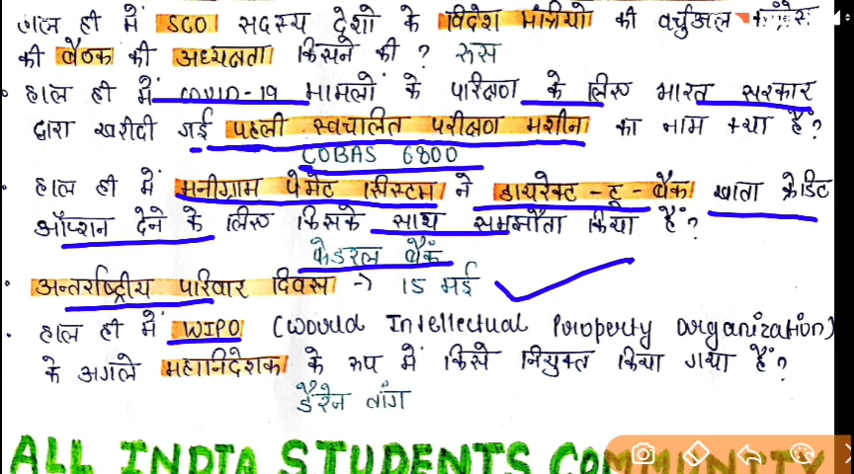 हाल ही में SCO सदस्य देशो के विदेश मंत्रियो की वर्चुअल
की बैठक की अध्यक्षता किसने की ? रूस
• हाल ही में COVID-19 मामलों के परीक्षण के लिए भारत सरकार
द्वारा खरीदी गई पहली स्वचालित परीक्षण मशीन का नाम क्या है ?
COBAS 6800
• हाल ही में मनीग्राम पेमेंट सिस्टम ने डायरेक्ट - टू - बैंक खाता क्रेडिट
ऑप्शन देने के लिए किसके साथ समझौता किया है ?
फेडरल बैंक
• अन्तर्राष्ट्रीय परिवार दिवस -> 15 मई
• हाल ही में WIPO (World Intellectual Property organization)
के अगले महानिदेशक के रूप में किसे नियुक्त किया गया है ?
डैरेन तांग
ALL INDIA STUDENTS COMMUNITY